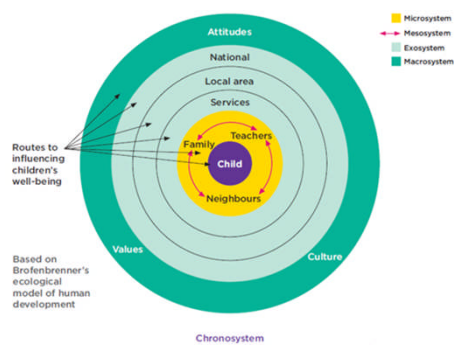 Attitudes
National
Local area
Services
Teachers
Family
Child
Neighbours
Values
Culture
Routes to
influencing
children's
well-being
Based on
Brofenbrenner's
ecological
model of human
development
Chronosystem
Microsystem
Mesosystem
Exosystem
Macrosystem